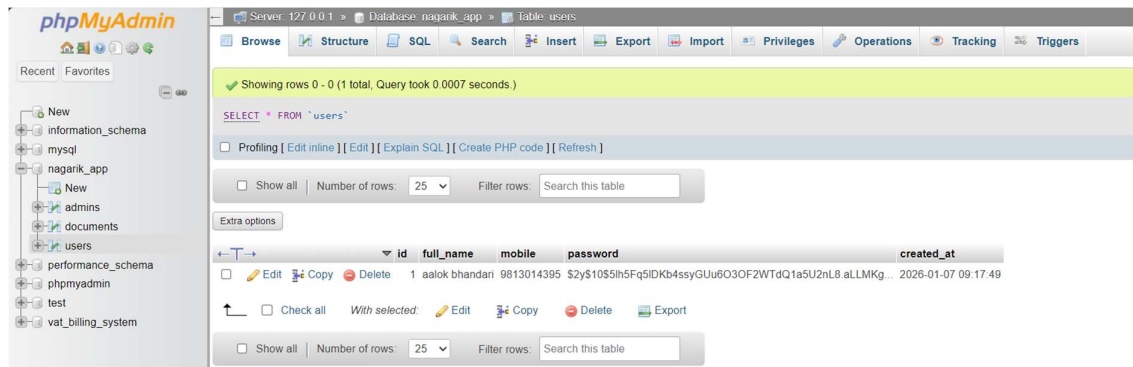 phpMyAdmin
Recent Favorites
New
information_schema
mysql
nagarik_app
New
admins
documents
users
performance_schema
phpmyadmin
test
vat_billing_system
Server: 127.0.0.1 » Database: nagarik_app » Table: users
Browse Structure SQL Search Insert Export Import Privileges Operations Tracking Triggers
Showing rows 0 - 0 (1 total, Query took 0.0007 seconds.)
SELECT * FROM `users`
Profiling [ Edit inline ] [ Edit ] [ Explain SQL ] [ Create PHP code ] [ Refresh ]
Show all | Number of rows: 25 Filter rows: Search this table
Extra options
←T→ id full_name mobile password created_at
Edit Copy Delete 1 aalok bhandari 9813014395 $2y$10$5lh5Fq5lDKb4ssyGUu6O3OF2WTdQ1a5U2nL8.aLLMKg... 2026-01-07 09:17:49
Check all With selected: Edit Copy Delete Export
Show all | Number of rows: 25 Filter rows: Search this table